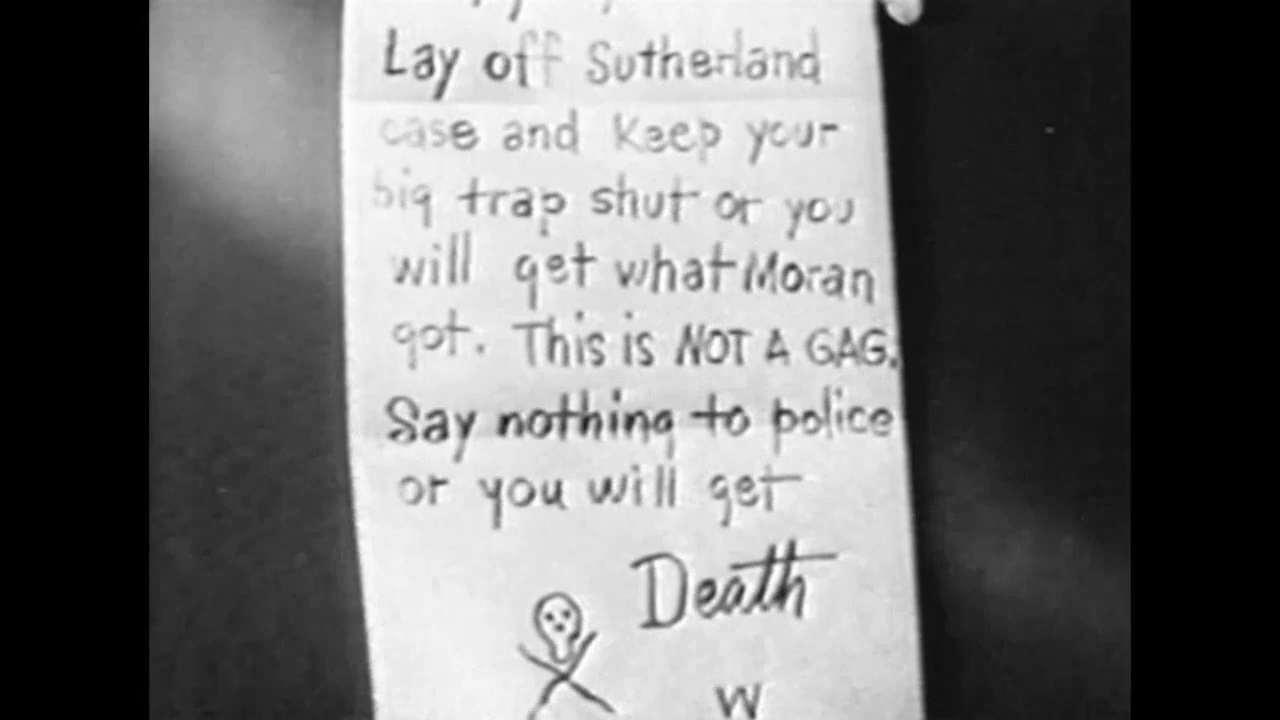 Lay off Sutherland
case and keep your
big trap shut or you
will get what Moran
got. This is NOT A GAG.
Say nothing to police
or you will get
Death
W